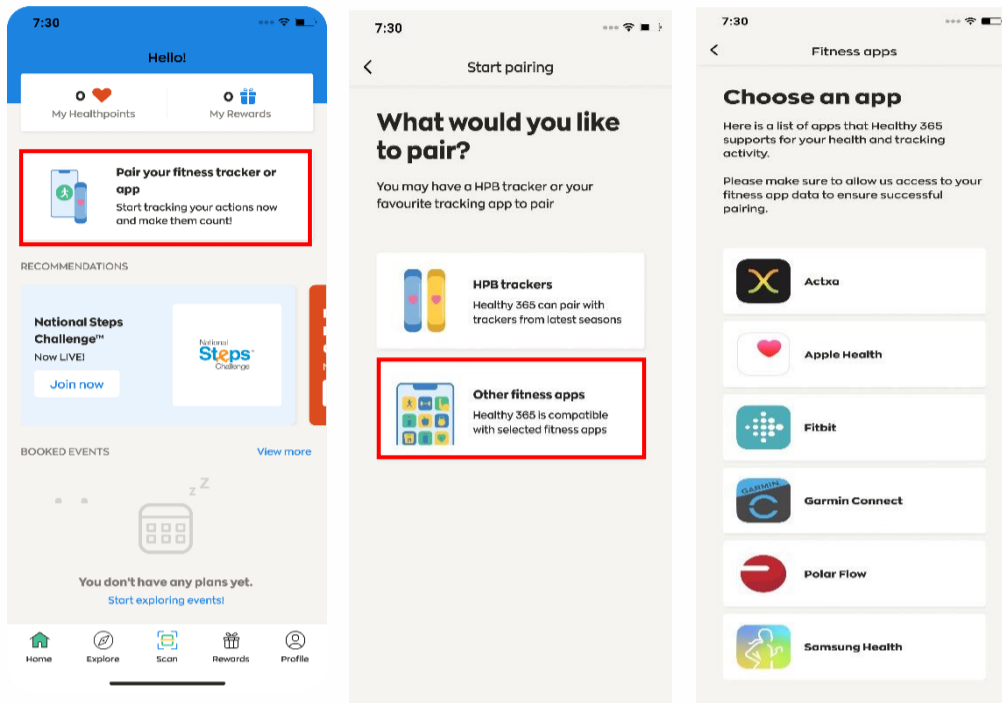 7:30
Hello!
0
My Healthpoints
0
My Rewards
Pair your fitness tracker or
app
Start tracking your actions now
and make them count!
RECOMMENDATIONS
National Steps
Challenge™
Now LIVE!
Join now
National
Steps
Challenge
BOOKED EVENTS
View more
z Z
You don't have any plans yet.
Start exploring events!
Home
Explore
Scan
Rewards
Profile
7:30
Start pairing
What would you like
to pair?
You may have a HPB tracker or your
favourite tracking app to pair
HPB trackers
Healthy 365 can pair with
trackers from latest seasons
Other fitness apps
Healthy 365 is compatible
with selected fitness apps
7:30
Fitness apps
Choose an app
Here is a list of apps that Healthy 365
supports for your health and tracking
activity.
Please make sure to allow us access to your
fitness app data to ensure successful
pairing.
Actxa
Apple Health
Fitbit
GARMIN
Garmin Connect
Polar Flow
Samsung Health